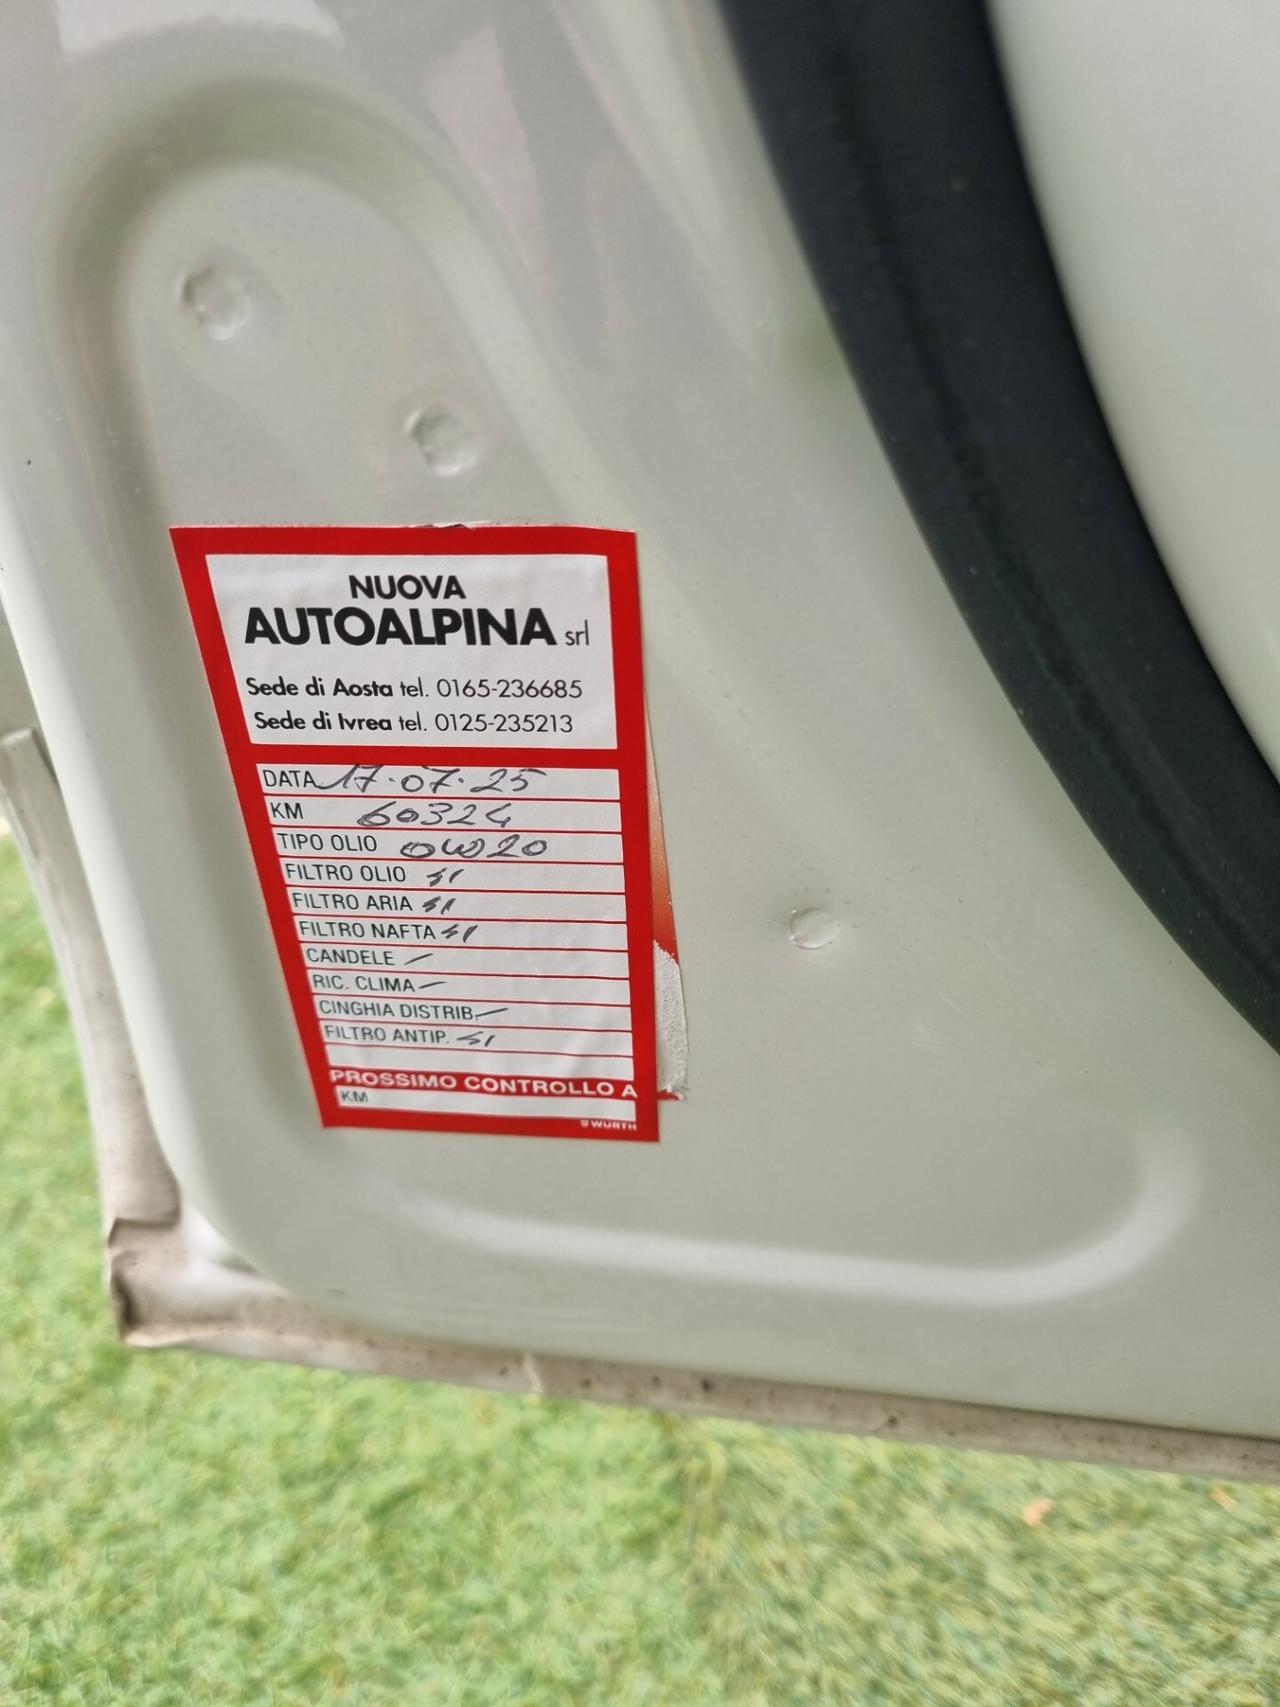 NUOVA
AUTOALPINA srl
Sede di Aosta tel. 0165-236685
Sede di Ivrea tel. 0125-235213
DATA 17·07·25
KM 60324
TIPO OLIO 0W20
FILTRO OLIO SI
FILTRO ARIA SI
FILTRO NAFTA SI
CANDELE —
RIC. CLIMA —
CINGHIA DISTRIB. —
FILTRO ANTIP. SI
PROSSIMO CONTROLLO A
KM
WÜRTH